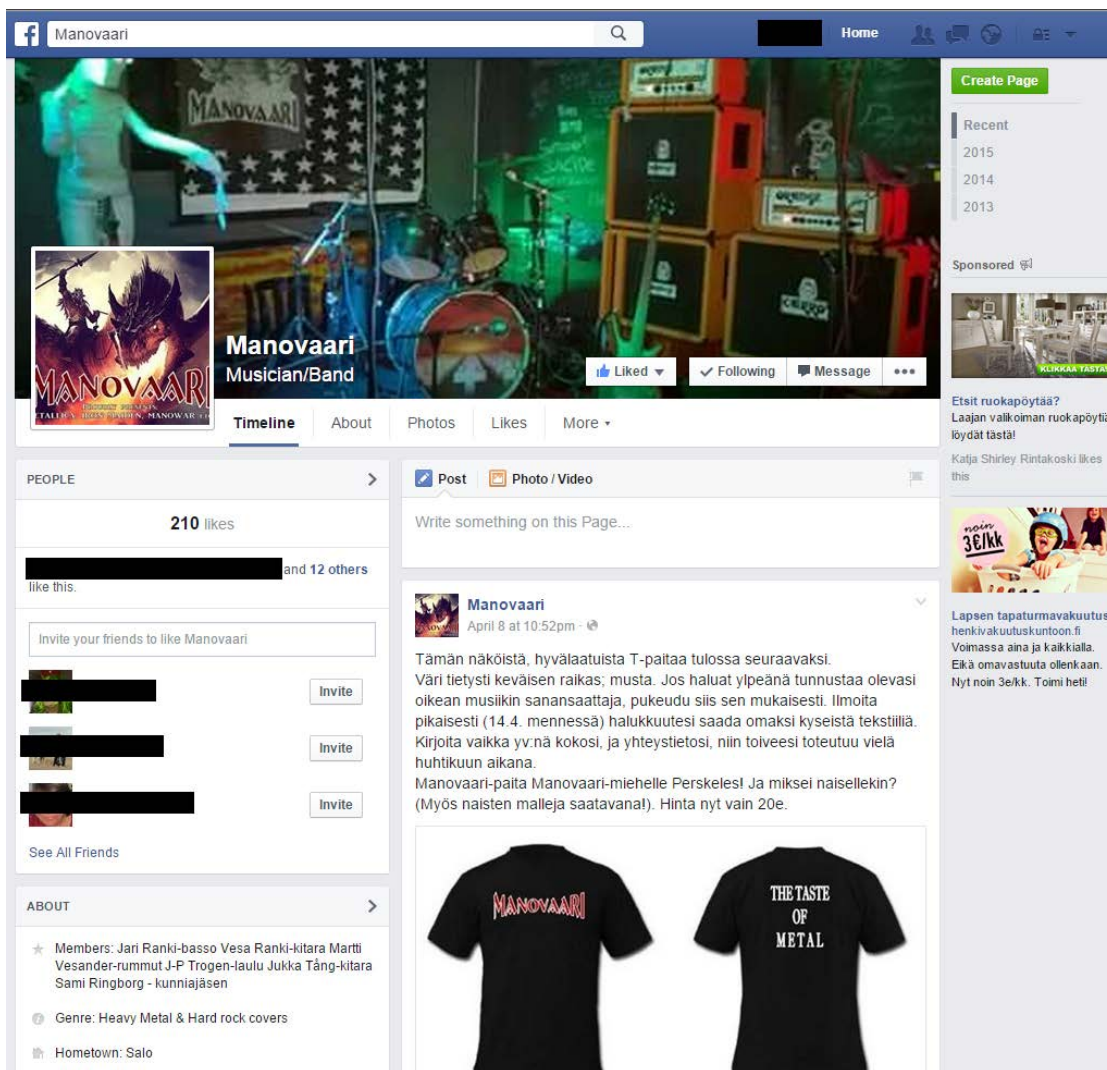 Manovaari
Home
MANOVAARI
Create Page
Recent
2015
2014
2013
Manovaari
Musician/Band
Liked
Following
Message
MANOVAARI
METALLICA, IRON MAIDEN, MANOWAR
Timeline
About
Photos
Likes
More
Sponsored
KLIKKAA TÄSTÄ
Etsit ruokapöytää?
Laajan valikoiman ruokapöytiä
löydät tästä!
Katja Shirley Rintakoski likes
this
noin
3€/kk
Lapsen tapaturmavakuutus
henkivakuutuskuntoon.fi
Voimassa aina ja kaikkialla.
Eikä omavastuuta ollenkaan.
Nyt noin 3e/kk. Toimi heti!
PEOPLE
210 likes
and 12 others
like this.
Invite your friends to like Manovaari
Invite
Invite
Invite
See All Friends
ABOUT
Members: Jari Ranki-basso Vesa Ranki-kitara Martti
Vesander-rummut J-P Trogen-laulu Jukka Tång-kitara
Sami Ringborg - kunniajäsen
Genre: Heavy Metal & Hard rock covers
Hometown: Salo
Post
Photo / Video
Write something on this Page...
Manovaari
April 8 at 10:52pm ·
Tämän näköistä, hyvälaatuista T-paitaa tulossa seuraavaksi.
Väri tietysti keväisen raikas; musta. Jos haluat ylpeänä tunnustaa olevasi
oikean musiikin sanansaattaja, pukeudu siis sen mukaisesti. Ilmoita
pikaisesti (14.4. mennessä) halukkuutesi saada omaksi kyseistä tekstiiliä.
Kirjoita vaikka yv:nä kokosi, ja yhteystietosi, niin toiveesi toteutuu vielä
huhtikuun aikana.
Manovaari-paita Manovaari-miehelle Perskeles! Ja miksei naisellekin?
(Myös naisten malleja saatavana!). Hinta nyt vain 20e.
MANOVAARI
THE TASTE
OF
METAL